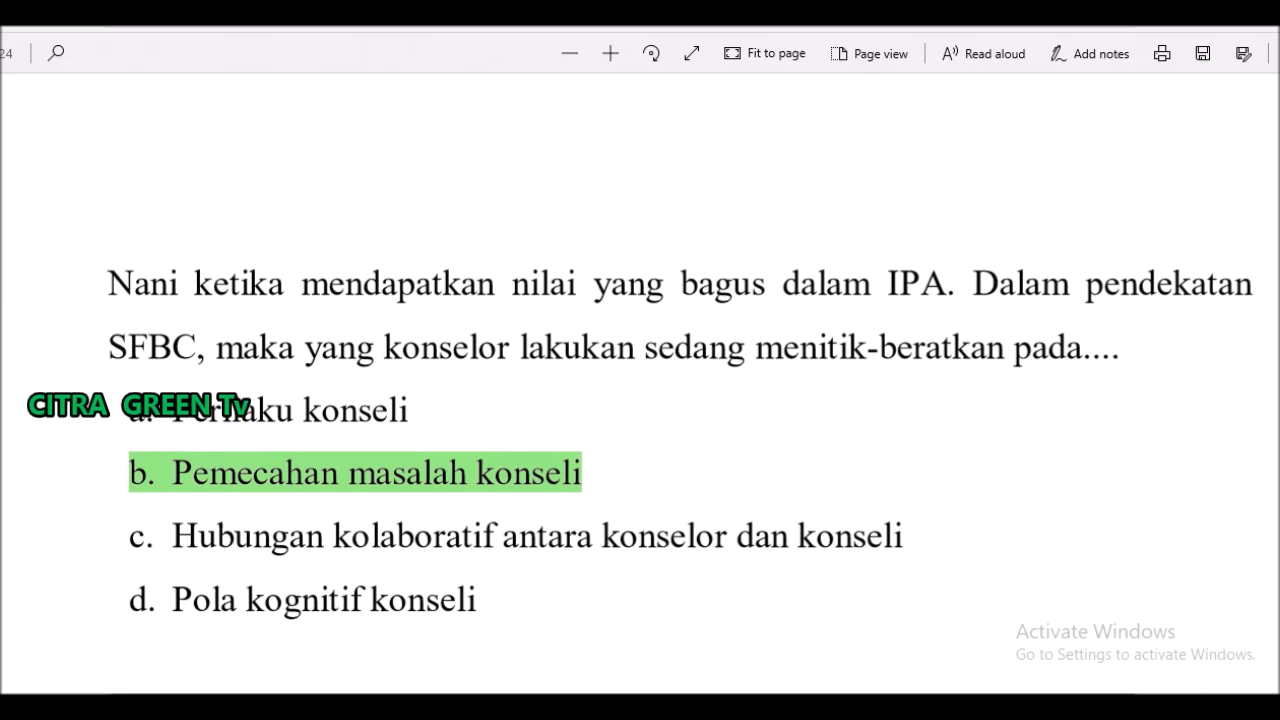 24
Fit to page
Page view
Read aloud
Add notes
Nani ketika mendapatkan nilai yang bagus dalam IPA. Dalam pendekatan
SFBC, maka yang konselor lakukan sedang menitik-beratkan pada....
CITRA GREEN Tv
a. Perilaku konseli
b. Pemecahan masalah konseli
c. Hubungan kolaboratif antara konselor dan konseli
d. Pola kognitif konseli
Activate Windows
Go to Settings to activate Windows.